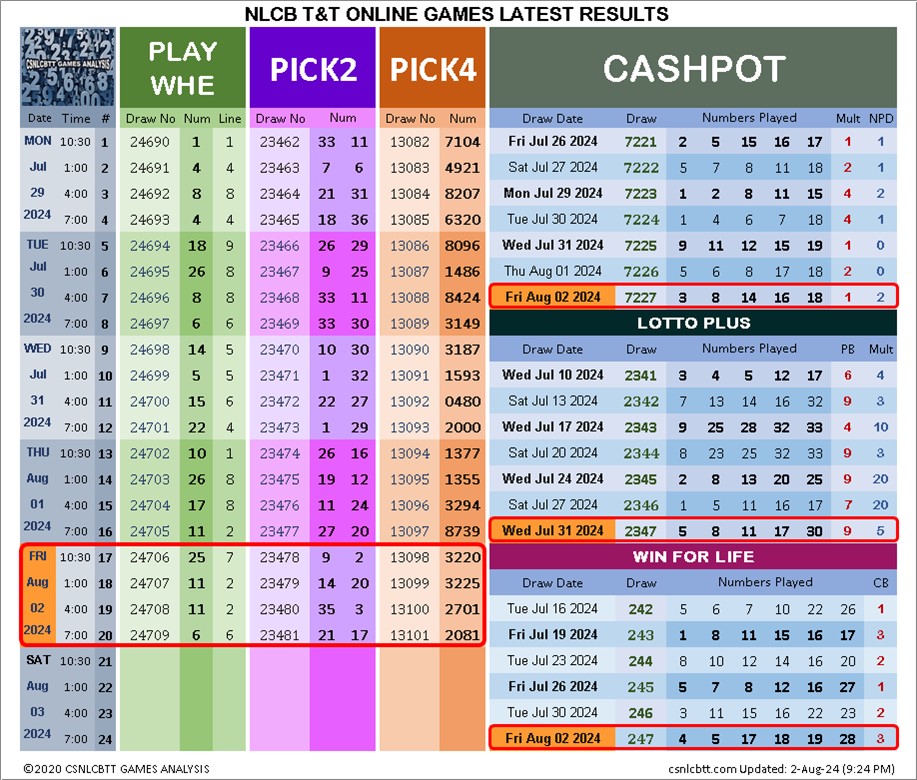 NLCB T&T ONLINE GAMES LATEST RESULTS
CSNLCBTT GAMES ANALYSIS
PLAY WHE
PICK2
PICK4
CASHPOT
Date Time # Draw No Num Line Draw No Num Draw No Num
MON 10:30 1 24690 1 1 23462 33 11 13082 7104
Jul 1:00 2 24691 4 4 23463 7 6 13083 4921
29 4:00 3 24692 8 8 23464 21 31 13084 8207
2024 7:00 4 24693 4 4 23465 18 36 13085 6320
TUE 10:30 5 24694 18 9 23466 26 29 13086 8096
Jul 1:00 6 24695 26 8 23467 9 25 13087 1486
30 4:00 7 24696 8 8 23468 33 11 13088 8424
2024 7:00 8 24697 6 6 23469 33 30 13089 3149
WED 10:30 9 24698 14 5 23470 10 30 13090 3187
Jul 1:00 10 24699 5 5 23471 1 32 13091 1593
31 4:00 11 24700 15 6 23472 22 27 13092 0480
2024 7:00 12 24701 22 4 23473 1 29 13093 2000
THU 10:30 13 24702 10 1 23474 26 16 13094 1377
Aug 1:00 14 24703 26 8 23475 19 12 13095 1355
01 4:00 15 24704 17 8 23476 11 24 13096 3294
2024 7:00 16 24705 11 2 23477 27 20 13097 8739
FRI 10:30 17 24706 25 7 23478 9 2 13098 3220
Aug 1:00 18 24707 11 2 23479 14 20 13099 3225
02 4:00 19 24708 11 2 23480 35 3 13100 2701
2024 7:00 20 24709 6 6 23481 21 17 13101 2081
SAT 10:30 21
Aug 1:00 22
03 4:00 23
2024 7:00 24
Draw Date Draw Numbers Played Mult NPD
Fri Jul 26 2024 7221 2 5 15 16 17 1 1
Sat Jul 27 2024 7222 5 7 8 11 18 2 1
Mon Jul 29 2024 7223 1 2 8 11 15 4 2
Tue Jul 30 2024 7224 1 4 6 7 18 4 1
Wed Jul 31 2024 7225 9 11 12 15 19 1 0
Thu Aug 01 2024 7226 5 6 8 17 18 2 0
Fri Aug 02 2024 7227 3 8 14 16 18 1 2
LOTTO PLUS
Draw Date Draw Numbers Played PB Mult
Wed Jul 10 2024 2341 3 4 5 12 17 6 4
Sat Jul 13 2024 2342 7 13 14 16 32 9 3
Wed Jul 17 2024 2343 9 25 28 32 33 4 10
Sat Jul 20 2024 2344 8 23 25 32 33 9 3
Wed Jul 24 2024 2345 2 8 13 20 25 9 20
Sat Jul 27 2024 2346 1 5 11 16 17 7 20
Wed Jul 31 2024 2347 5 8 11 17 30 9 5
WIN FOR LIFE
Draw Date Draw Numbers Played CB
Tue Jul 16 2024 242 5 6 7 10 22 26 1
Fri Jul 19 2024 243 1 8 11 15 16 17 3
Tue Jul 23 2024 244 8 10 12 14 16 20 2
Fri Jul 26 2024 245 5 7 8 12 16 27 1
Tue Jul 30 2024 246 3 11 15 16 22 23 2
Fri Aug 02 2024 247 4 5 17 18 19 28 3
©2020 CSNLCBTT GAMES ANALYSIS
csnlcbtt.com Updated: 2-Aug-24 (9:24 PM)